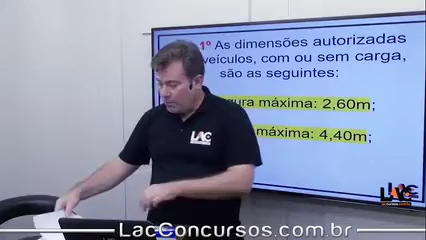 1º As dimensões autorizadas
veículos, com ou sem carga,
são as seguintes:
máxima: 2,60m;
máxima: 4,40m;
LAC
LAC
LacConcursos.com.br